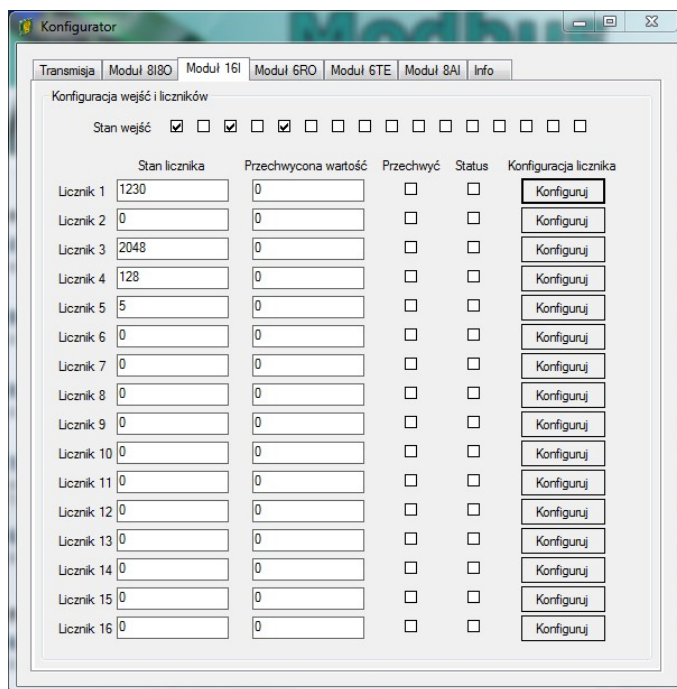 Konfigurator
Modbus
Transmisja Moduł 8I8O Moduł 16I Moduł 6RO Moduł 6TE Moduł 8AI Info
Konfiguracja wejść i liczników
Stan wejść
Stan licznika Przechwycona wartość Przechwyć Status Konfiguracja licznika
Licznik 1 1230 0 Konfiguruj
Licznik 2 0 0 Konfiguruj
Licznik 3 2048 0 Konfiguruj
Licznik 4 128 0 Konfiguruj
Licznik 5 5 0 Konfiguruj
Licznik 6 0 0 Konfiguruj
Licznik 7 0 0 Konfiguruj
Licznik 8 0 0 Konfiguruj
Licznik 9 0 0 Konfiguruj
Licznik 10 0 0 Konfiguruj
Licznik 11 0 0 Konfiguruj
Licznik 12 0 0 Konfiguruj
Licznik 13 0 0 Konfiguruj
Licznik 14 0 0 Konfiguruj
Licznik 15 0 0 Konfiguruj
Licznik 16 0 0 Konfiguruj